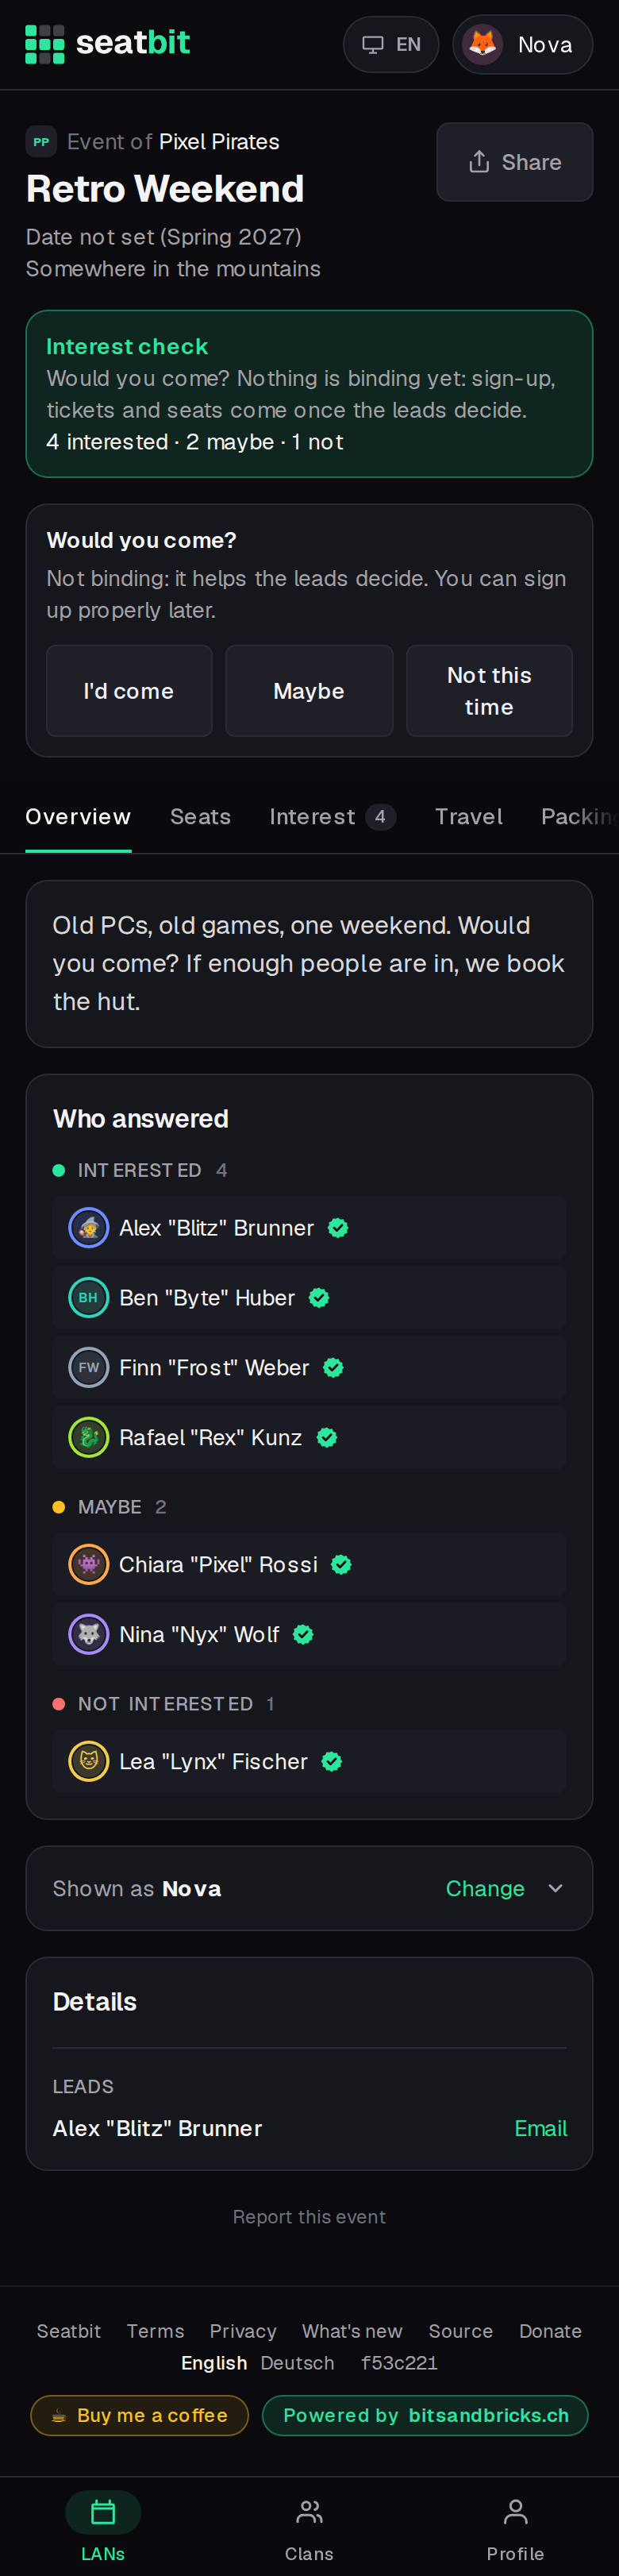 seatbit
EN
Nova
PP Event of Pixel Pirates
Share
Retro Weekend
Date not set (Spring 2027)
Somewhere in the mountains
Interest check
Would you come? Nothing is binding yet: sign-up,
tickets and seats come once the leads decide.
4 interested · 2 maybe · 1 not
Would you come?
Not binding: it helps the leads decide. You can sign
up properly later.
I'd come
Maybe
Not this
time
Overview Seats Interest 4 Travel Packing
Old PCs, old games, one weekend. Would
you come? If enough people are in, we book
the hut.
Who answered
INTERESTED 4
Alex "Blitz" Brunner
BH Ben "Byte" Huber
FW Finn "Frost" Weber
Rafael "Rex" Kunz
MAYBE 2
Chiara "Pixel" Rossi
Nina "Nyx" Wolf
NOT INTERESTED 1
Lea "Lynx" Fischer
Shown as Nova Change
Details
LEADS
Alex "Blitz" Brunner Email
Report this event
Seatbit Terms Privacy What's new Source Donate
English Deutsch f53c221
Buy me a coffee Powered by bitsandbricks.ch
LANs Clans Profile